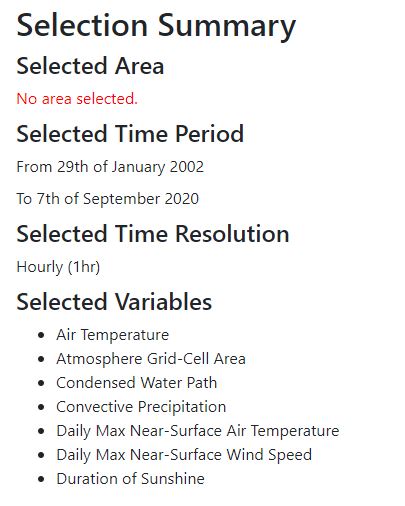 Selection Summary
Selected Area
No area selected.
Selected Time Period
From 29th of January 2002
To 7th of September 2020
Selected Time Resolution
Hourly (1hr)
Selected Variables
• Air Temperature
• Atmosphere Grid-Cell Area
• Condensed Water Path
• Convective Precipitation
• Daily Max Near-Surface Air Temperature
• Daily Max Near-Surface Wind Speed
• Duration of Sunshine